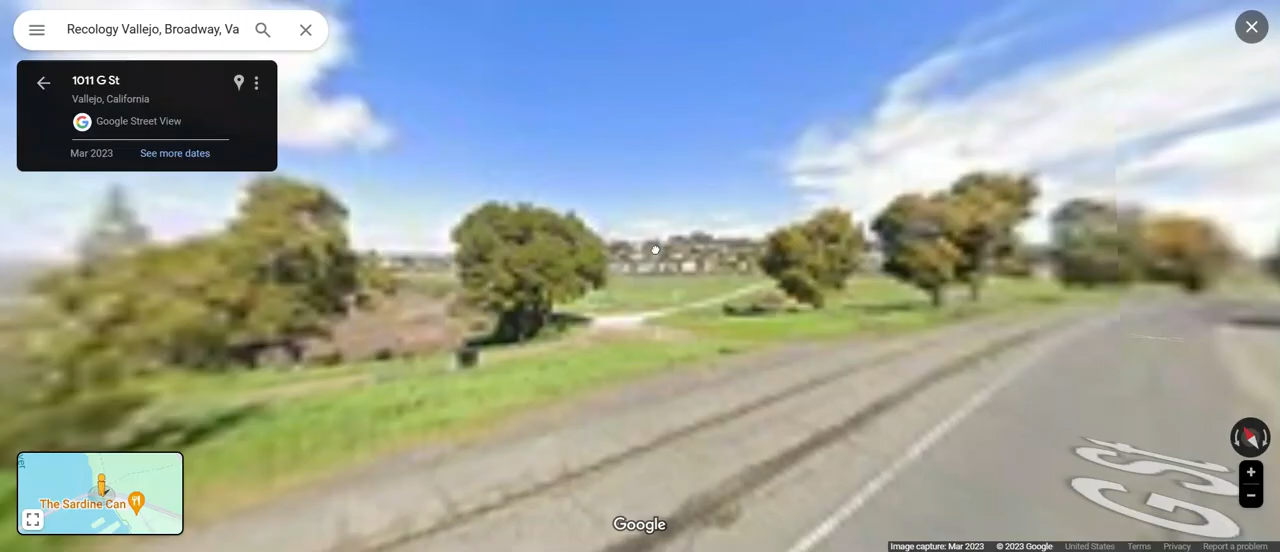 Recology Vallejo, Broadway, Va
1011 G St
Vallejo, California
Google Street View
Mar 2023 See more dates
The Sardine Can
G St
Google
Image capture: Mar 2023 © 2023 Google United States Terms Privacy Report a problem